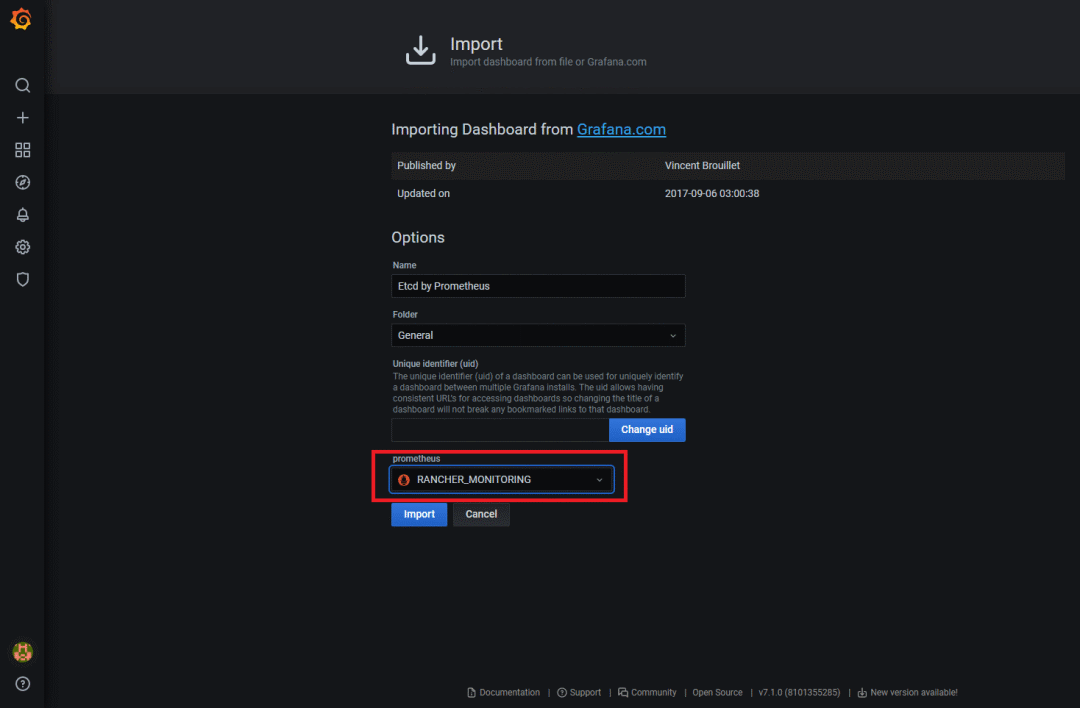 Import
Import dashboard from file or Grafana.com
Importing Dashboard from Grafana.com
Published by Vincent Brouillet
Updated on 2017-09-06 03:00:38
Options
Name
Etcd by Prometheus
Folder
General
Unique identifier (uid)
The unique identifier (uid) of a dashboard can be used for uniquely identify
a dashboard between multiple Grafana installs. The uid allows having
consistent URL's for accessing dashboards so changing the title of a
dashboard will not break any bookmarked links to that dashboard.
Change uid
prometheus
RANCHER_MONITORING
Import Cancel
Documentation | Support | Community | Open Source | v7.1.0 (8101355285) | New version available!